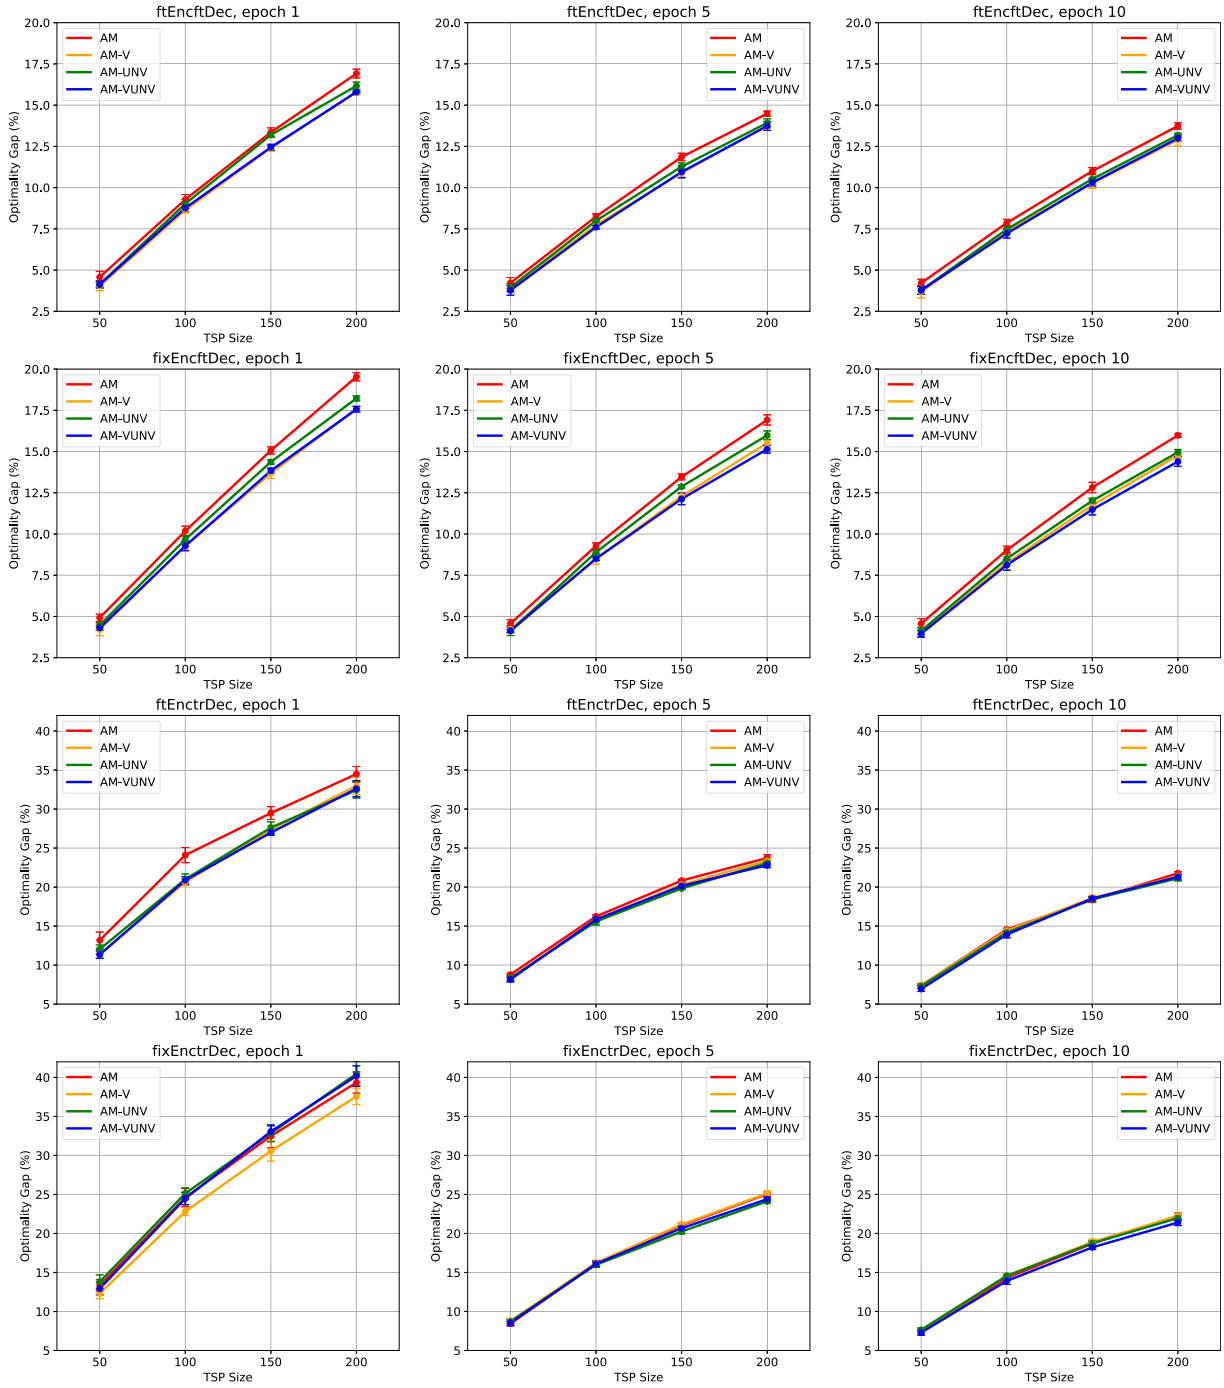 ftEncftDec, epoch 1
Optimality Gap (%)
20.0
17.5
15.0
12.5
10.0
7.5
5.0
2.5
AM
AM-V
AM-UNV
AM-VUNV
50 100 150 200
TSP Size
ftEncftDec, epoch 5
Optimality Gap (%)
20.0
17.5
15.0
12.5
10.0
7.5
5.0
2.5
AM
AM-V
AM-UNV
AM-VUNV
50 100 150 200
TSP Size
ftEncftDec, epoch 10
Optimality Gap (%)
20.0
17.5
15.0
12.5
10.0
7.5
5.0
2.5
AM
AM-V
AM-UNV
AM-VUNV
50 100 150 200
TSP Size
fixEncftDec, epoch 1
Optimality Gap (%)
20.0
17.5
15.0
12.5
10.0
7.5
5.0
2.5
AM
AM-V
AM-UNV
AM-VUNV
50 100 150 200
TSP Size
fixEncftDec, epoch 5
Optimality Gap (%)
20.0
17.5
15.0
12.5
10.0
7.5
5.0
2.5
AM
AM-V
AM-UNV
AM-VUNV
50 100 150 200
TSP Size
fixEncftDec, epoch 10
Optimality Gap (%)
20.0
17.5
15.0
12.5
10.0
7.5
5.0
2.5
AM
AM-V
AM-UNV
AM-VUNV
50 100 150 200
TSP Size
ftEnctrDec, epoch 1
Optimality Gap (%)
40
35
30
25
20
15
10
5
AM
AM-V
AM-UNV
AM-VUNV
50 100 150 200
TSP Size
ftEnctrDec, epoch 5
Optimality Gap (%)
40
35
30
25
20
15
10
5
AM
AM-V
AM-UNV
AM-VUNV
50 100 150 200
TSP Size
ftEnctrDec, epoch 10
Optimality Gap (%)
40
35
30
25
20
15
10
5
AM
AM-V
AM-UNV
AM-VUNV
50 100 150 200
TSP Size
fixEnctrDec, epoch 1
Optimality Gap (%)
40
35
30
25
20
15
10
5
AM
AM-V
AM-UNV
AM-VUNV
50 100 150 200
TSP Size
fixEnctrDec, epoch 5
Optimality Gap (%)
40
35
30
25
20
15
10
5
AM
AM-V
AM-UNV
AM-VUNV
50 100 150 200
TSP Size
fixEnctrDec, epoch 10
Optimality Gap (%)
40
35
30
25
20
15
10
5
AM
AM-V
AM-UNV
AM-VUNV
50 100 150 200
TSP Size